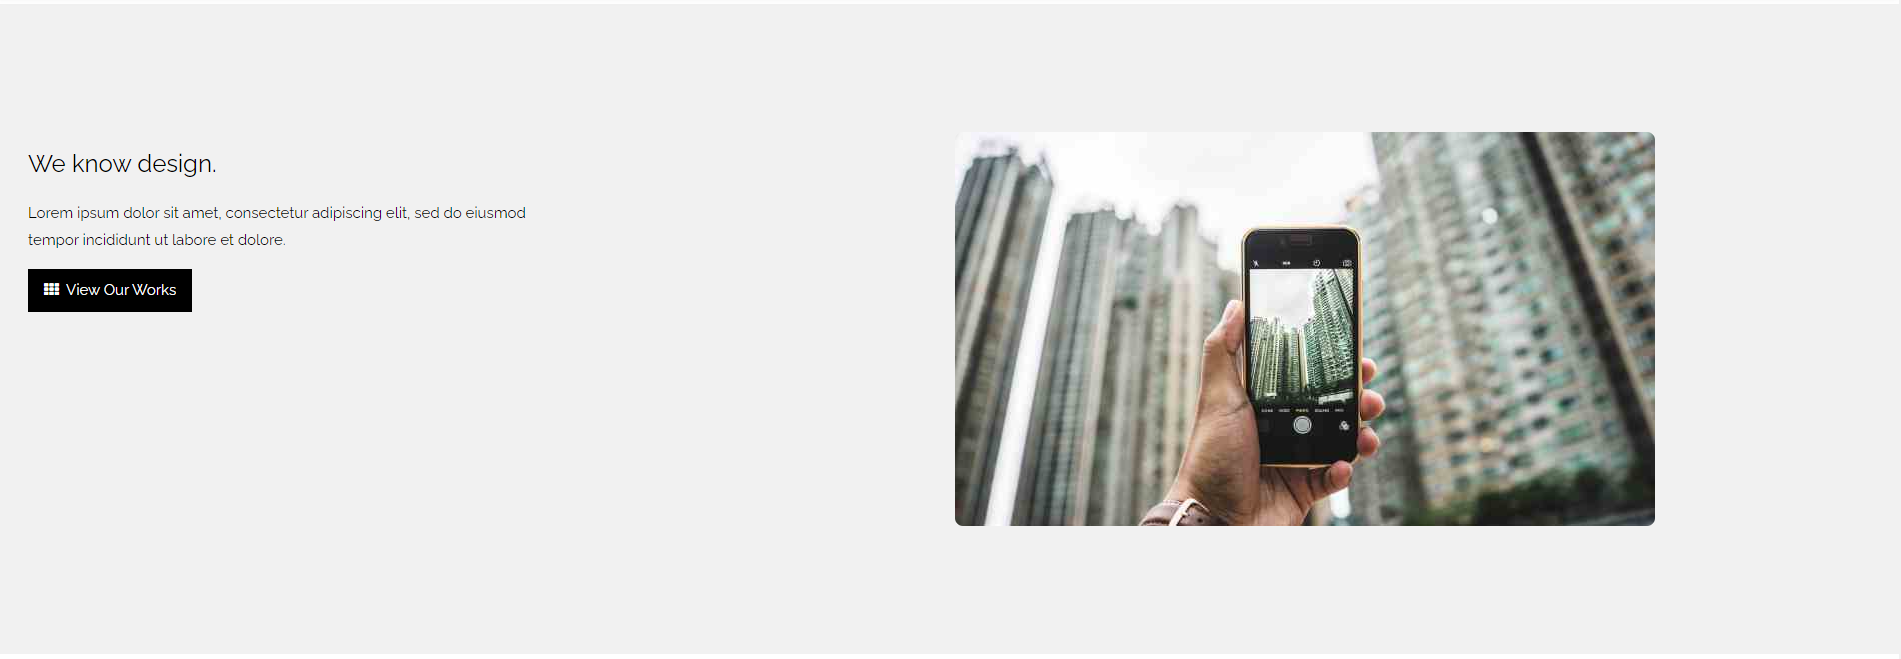 We know design.
Lorem ipsum dolor sit amet, consectetur adipiscing elit, sed do eiusmod
tempor incididunt ut labore et dolore.
View Our Works